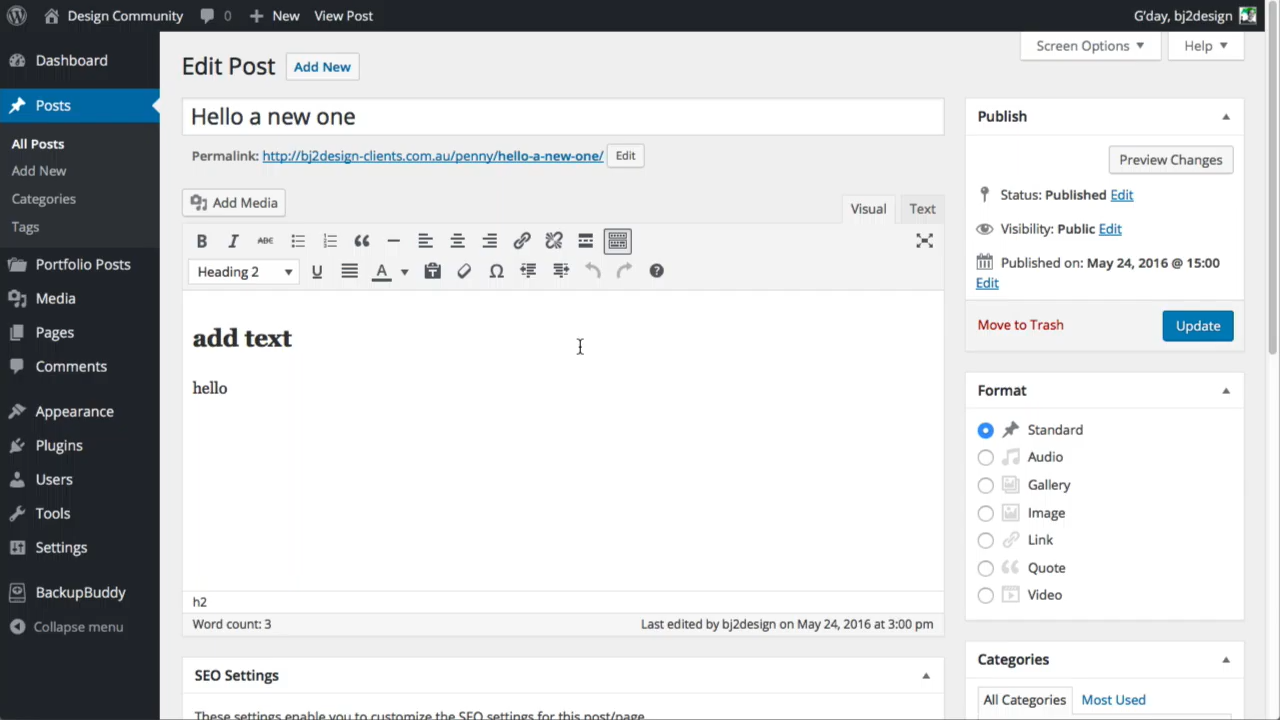 Design Community 0 New View Post G'day, bj2design
Dashboard
Posts
All Posts
Add New
Categories
Tags
Portfolio Posts
Media
Pages
Comments
Appearance
Plugins
Users
Tools
Settings
BackupBuddy
Collapse menu
Screen Options Help
Edit Post Add New
Hello a new one
Permalink: http://bj2design-clients.com.au/penny/hello-a-new-one/ Edit
Add Media
Visual Text
B I ABC
Heading 2 U A Ω
add text
hello
h2
Word count: 3 Last edited by bj2design on May 24, 2016 at 3:00 pm
SEO Settings
These settings enable you to customize the SEO settings for this post/page.
Publish
Preview Changes
Status: Published Edit
Visibility: Public Edit
Published on: May 24, 2016 @ 15:00
Edit
Move to Trash Update
Format
Standard
Audio
Gallery
Image
Link
Quote
Video
Categories
All Categories Most Used